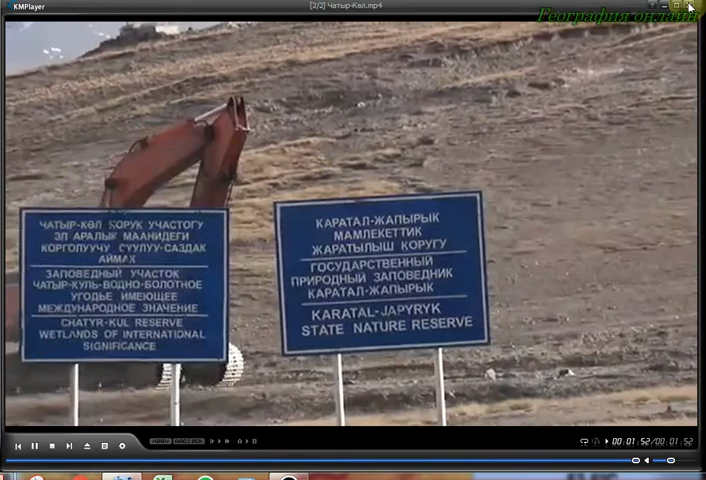 KMPlayer
[2/2] Чатыр-Көл.mp4
География онлайн
ЧАТЫР-КӨЛ КОРУК УЧАСТОГУ
ЭЛ АРАЛЫК МААНИДЕГИ
КОРГОЛУУЧУ СУУЛУУ-САЗДАК
АЙМАК
ЗАПОВЕДНЫЙ УЧАСТОК
ЧАТЫР-КУЛЬ-ВОДНО-БОЛОТНОЕ
УГОДЬЕ ИМЕЮЩЕЕ
МЕЖДУНАРОДНОЕ ЗНАЧЕНИЕ
CHATYR-KUL RESERVE
WETLANDS OF INTERNATIONAL
SIGNIFICANCE
КАРАТАЛ-ЖАПЫРЫК
МАМЛЕКЕТТИК
ЖАРАТЫЛЫШ КОРУГУ
ГОСУДАРСТВЕННЫЙ
ПРИРОДНЫЙ ЗАПОВЕДНИК
КАРАТАЛ-ЖАПЫРЫК
KARATAL-JAPYRYK
STATE NATURE RESERVE
A B
00:01:52/00:01:52